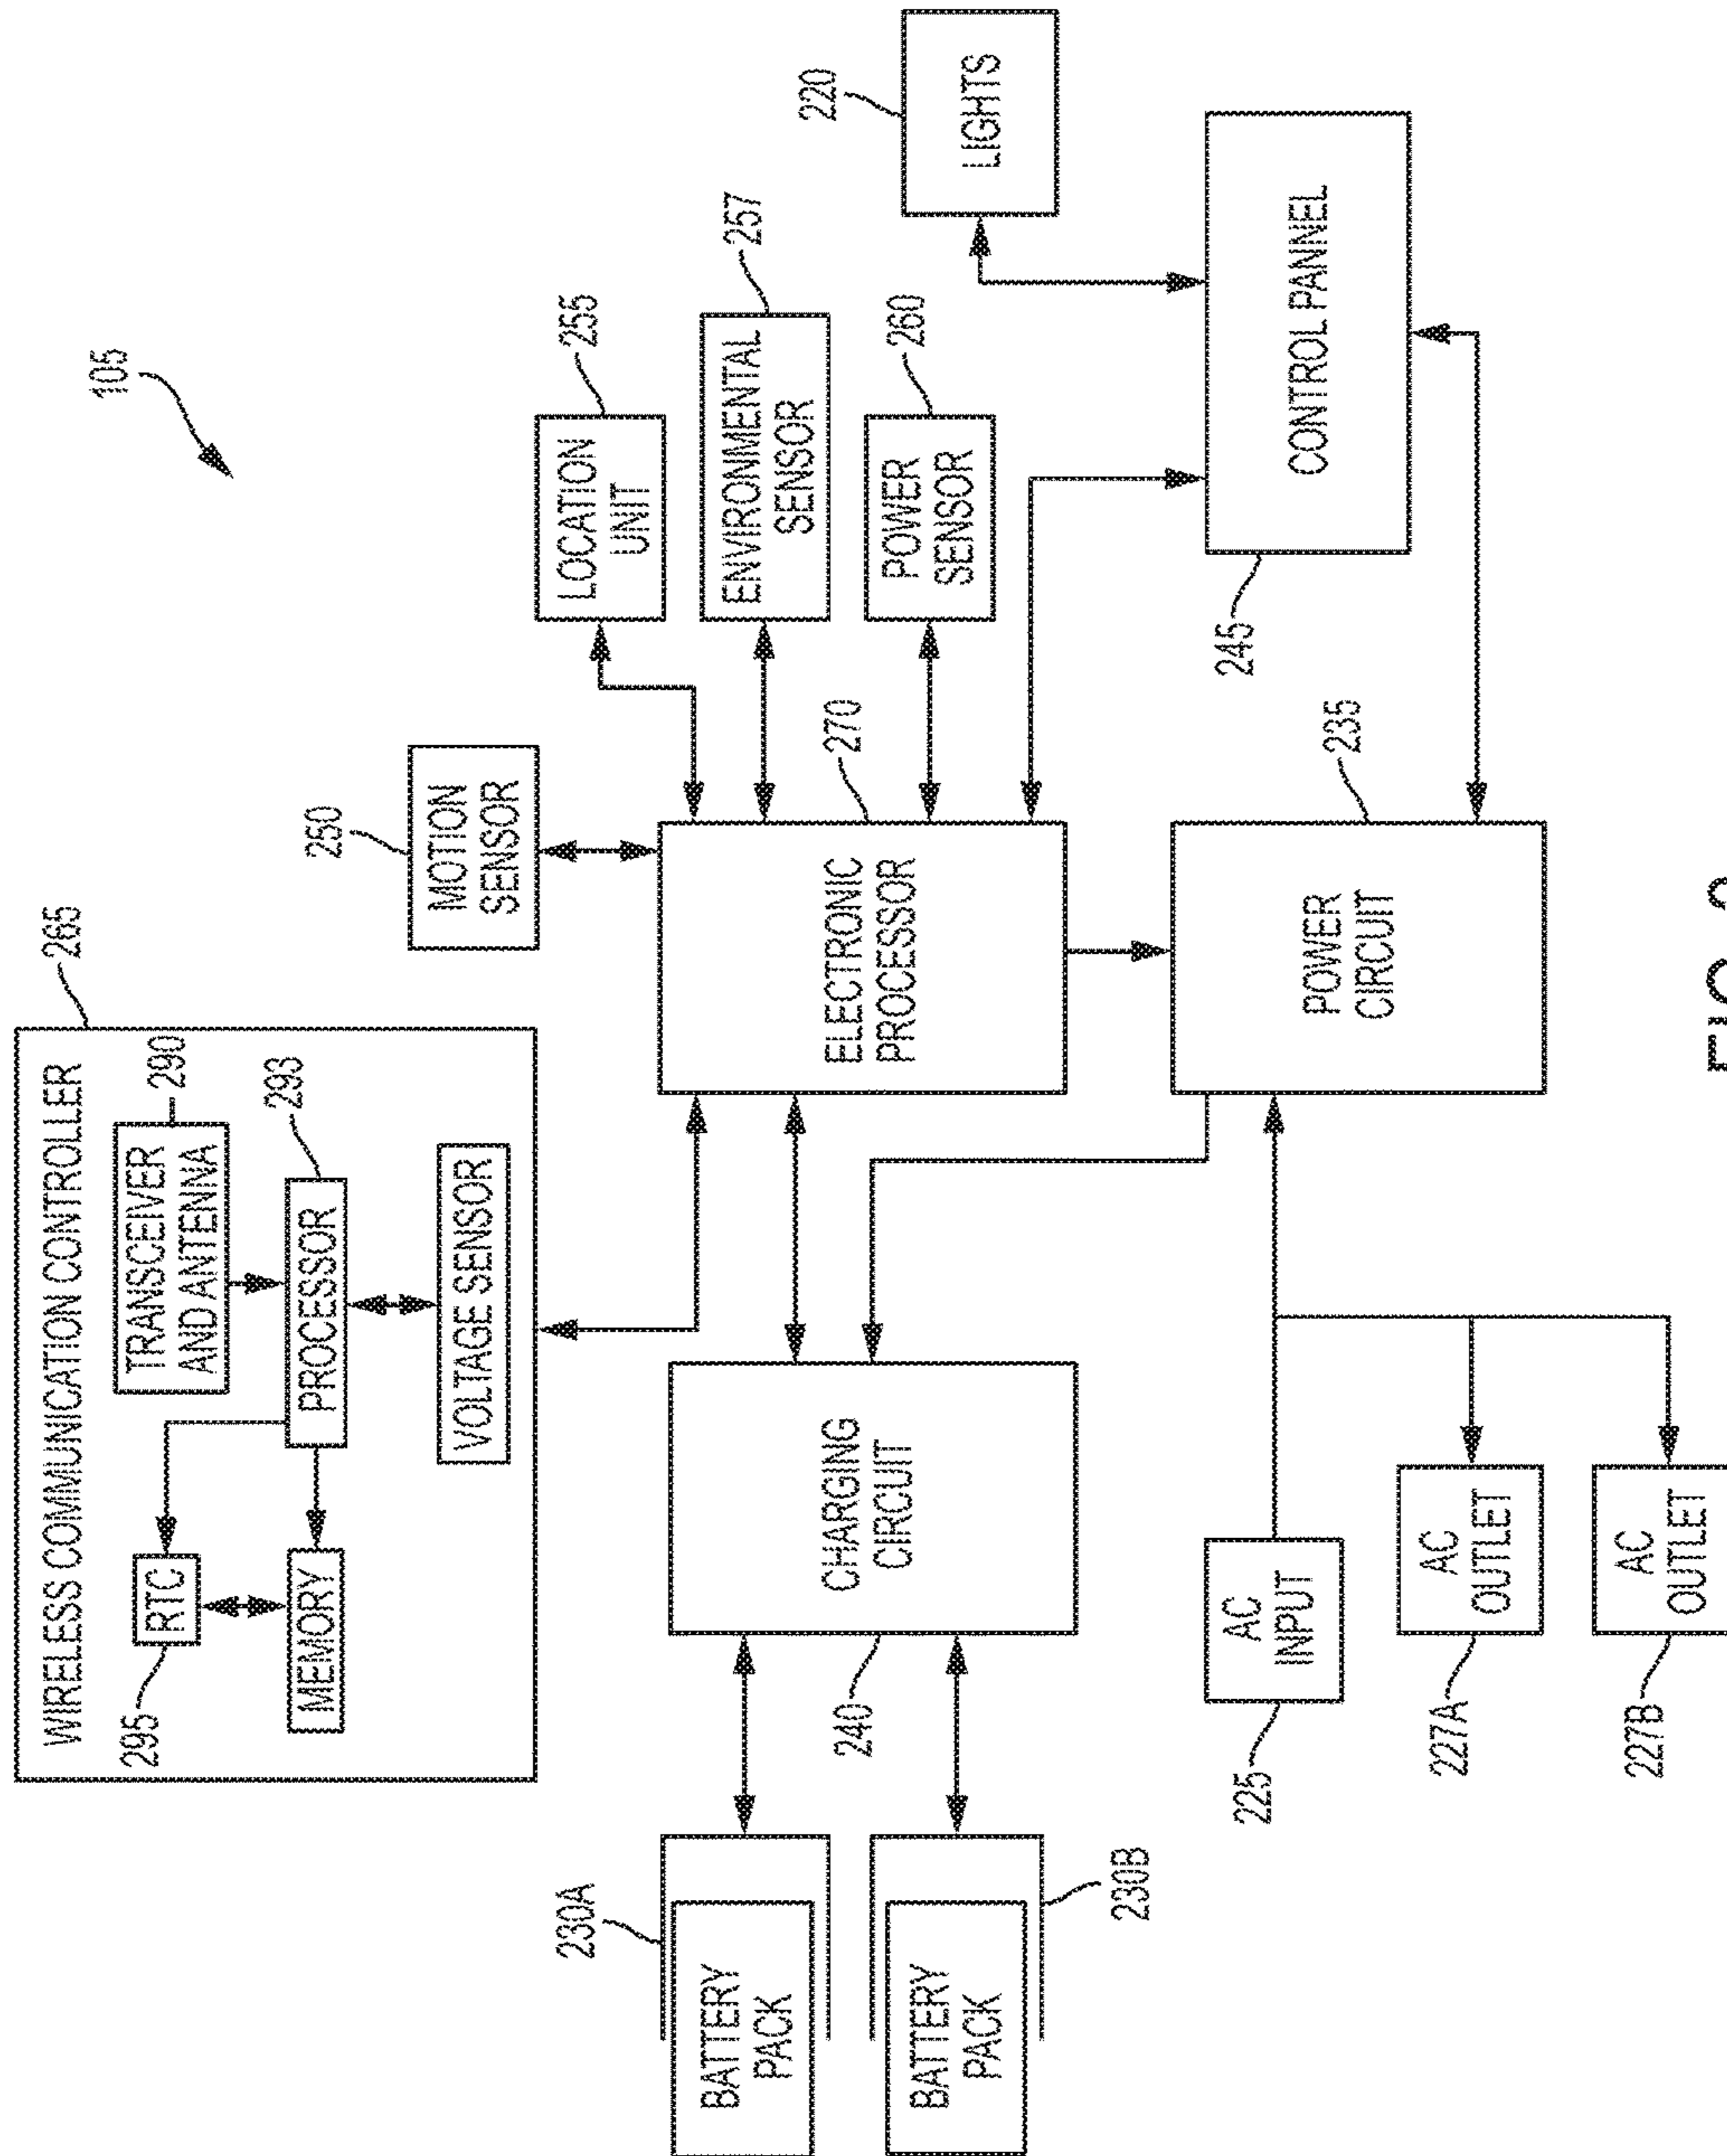 105
WIRELESS COMMUNICATION CONTROLLER
265
TRANSCEIVER
AND ANTENNA
290
293
PROCESSOR
VOLTAGE SENSOR
RTC
295
MEMORY
250
MOTION
SENSOR
255
LOCATION
UNIT
257
ENVIRONMENTAL
SENSOR
260
POWER
SENSOR
220
LIGHTS
230A
BATTERY
PACK
BATTERY
PACK
230B
CHARGING
CIRCUIT
240
ELECTRONIC
PROCESSOR
270
POWER
CIRCUIT
235
CONTROL PANNEL
245
AC
INPUT
225
AC
OUTLET
227A
AC
OUTLET
227B